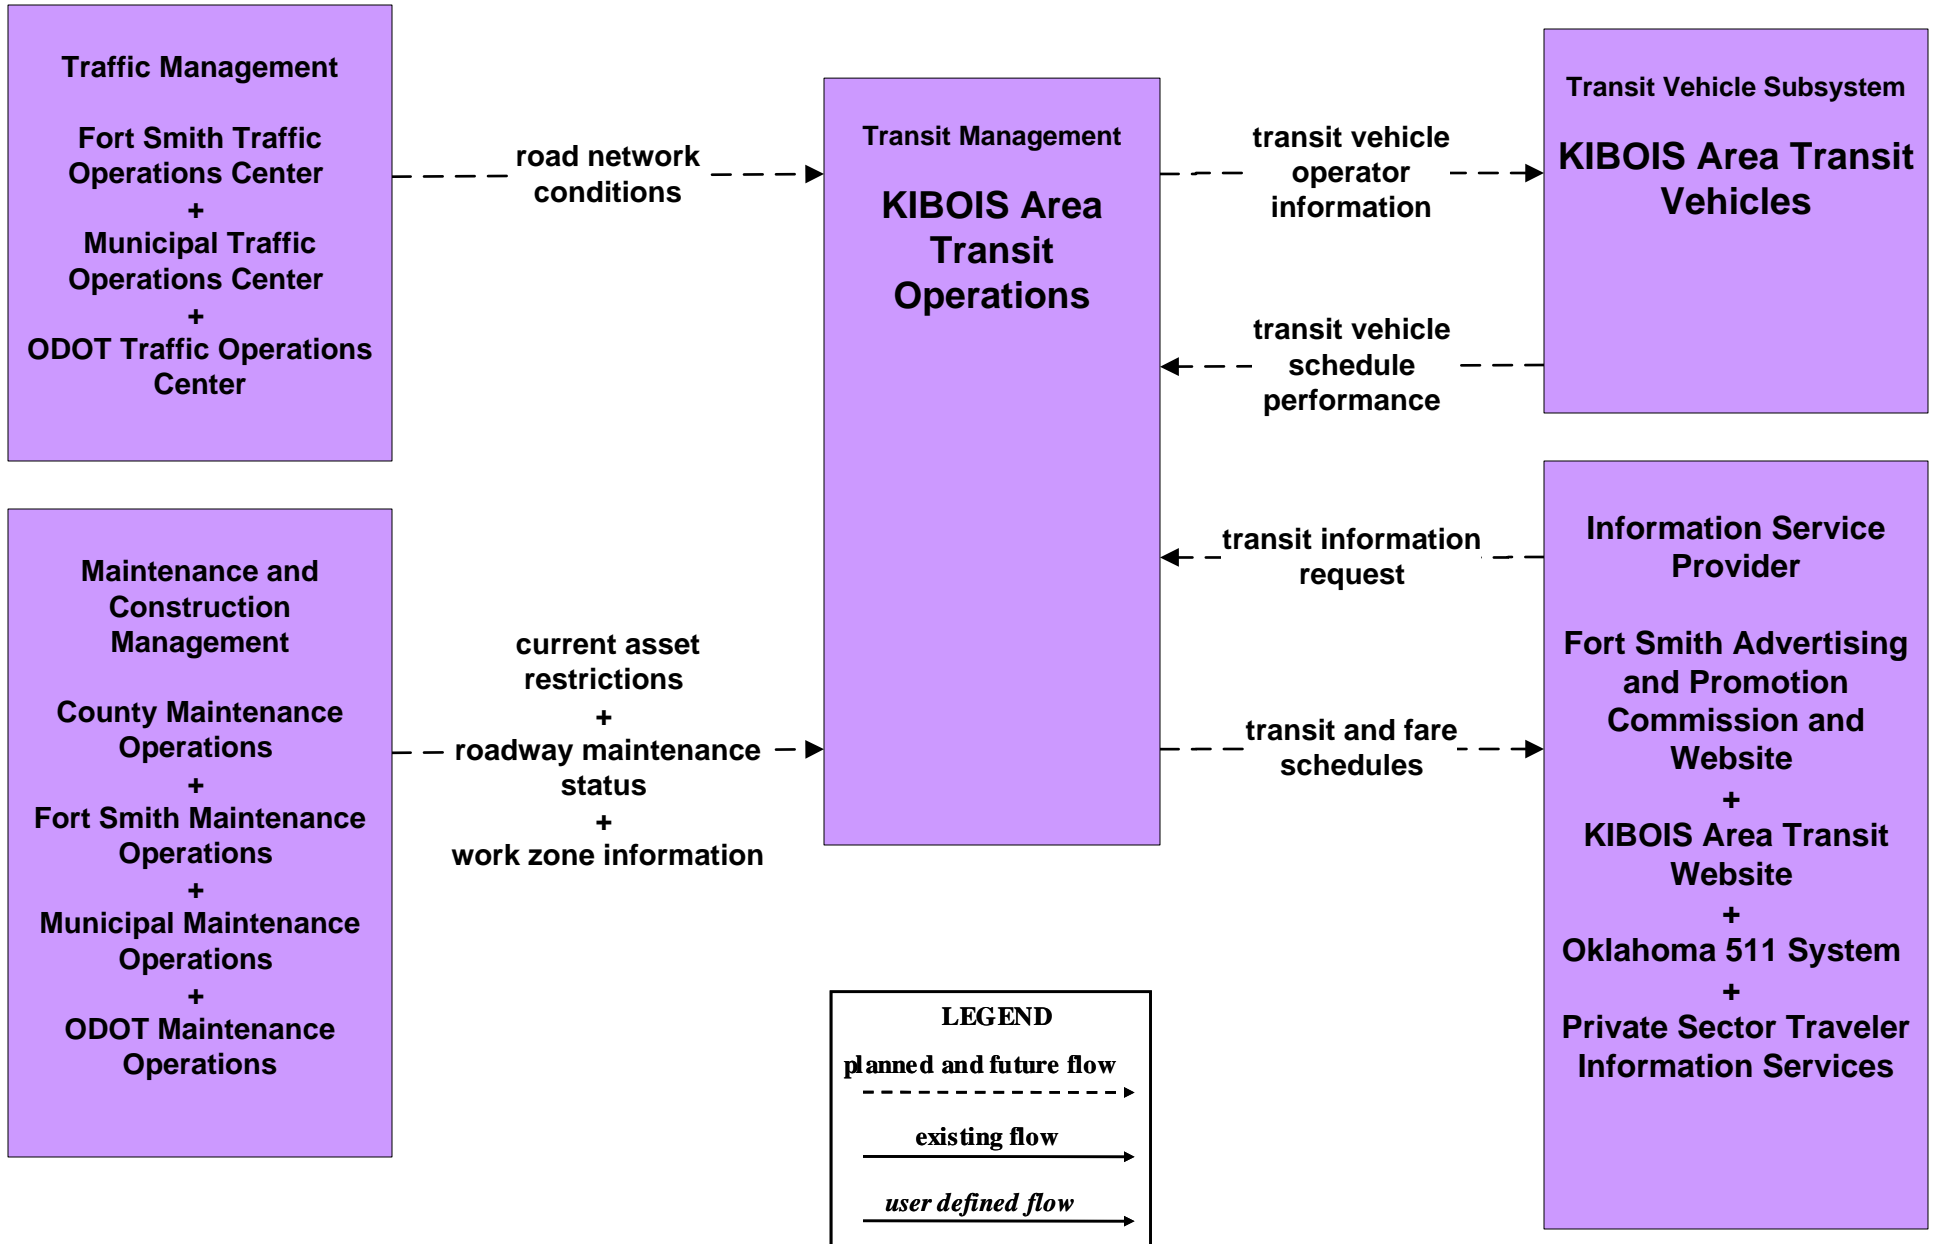 Traffic Management
Fort Smith Traffic
Operations Center
+
Municipal Traffic
Operations Center
+
ODOT Traffic Operations
Center
road network
conditions
Transit Management
KIBOIS Area
Transit
Operations
transit vehicle
operator
information
Transit Vehicle Subsystem
KIBOIS Area Transit
Vehicles
transit vehicle
schedule
performance
Maintenance and
Construction
Management
County Maintenance
Operations
+
Fort Smith Maintenance
Operations
+
Municipal Maintenance
Operations
+
ODOT Maintenance
Operations
current asset
restrictions
+
roadway maintenance
status
+
work zone information
transit information
request
transit and fare
schedules
Information Service
Provider
Fort Smith Advertising
and Promotion
Commission and
Website
+
KIBOIS Area Transit
Website
+
Oklahoma 511 System
+
Private Sector Traveler
Information Services
LEGEND
planned and future flow
existing flow
user defined flow